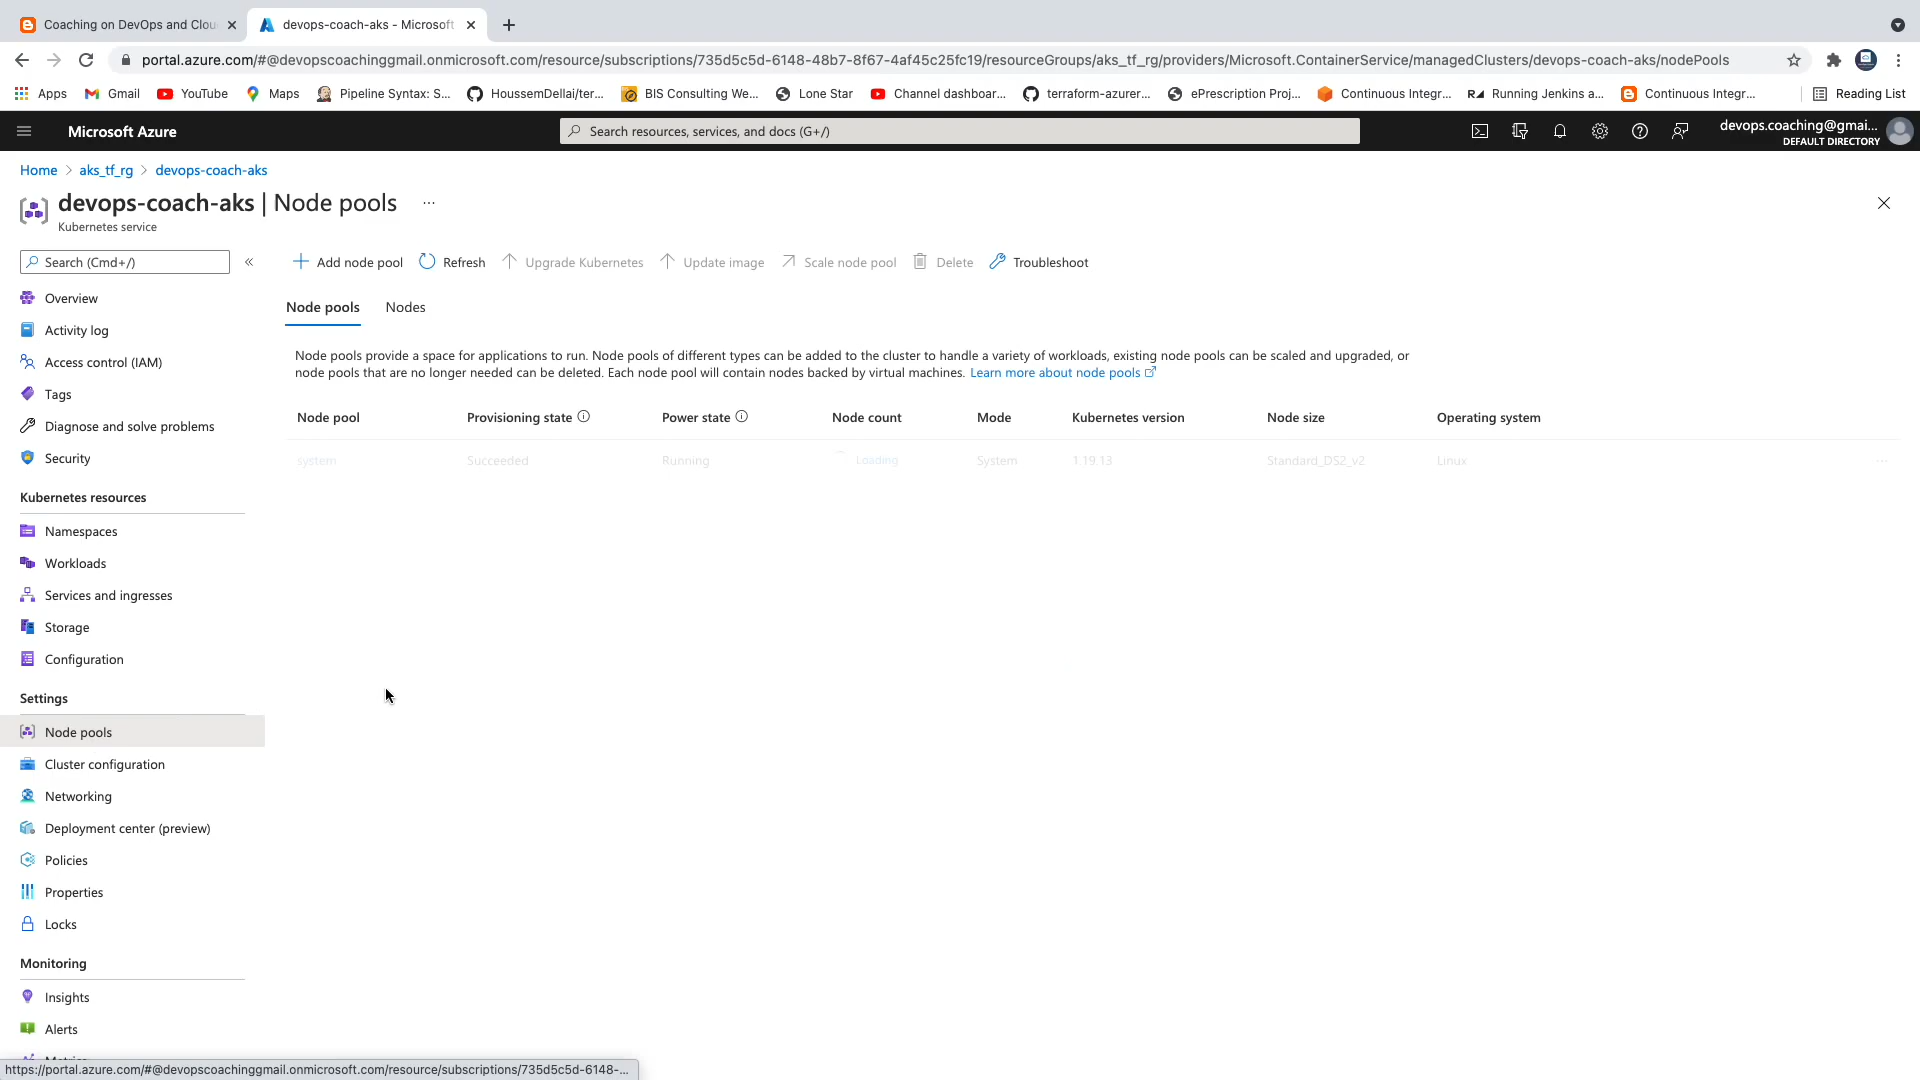 Coaching on DevOps and Clou
devops-coach-aks - Microsoft
portal.azure.com/#@devopscoachinggmail.onmicrosoft.com/resource/subscriptions/735d5c5d-6148-48b7-8f67-4af45c25fc19/resourceGroups/aks_tf_rg/providers/Microsoft.ContainerService/managedClusters/devops-coach-aks/nodePools
Apps Gmail YouTube Maps Pipeline Syntax: S... HoussemDellai/ter... BIS Consulting We... Lone Star Channel dashboar... terraform-azurer... ePrescription Proj... Continuous Integr... Running Jenkins a... Continuous Integr... Reading List
Microsoft Azure
Search resources, services, and docs (G+/)
devops.coaching@gmai...
DEFAULT DIRECTORY
Home > aks_tf_rg > devops-coach-aks
devops-coach-aks | Node pools ...
Kubernetes service
Search (Cmd+/)
«
Add node pool Refresh Upgrade Kubernetes Update image Scale node pool Delete Troubleshoot
Node pools Nodes
Node pools provide a space for applications to run. Node pools of different types can be added to the cluster to handle a variety of workloads, existing node pools can be scaled and upgraded, or
node pools that are no longer needed can be deleted. Each node pool will contain nodes backed by virtual machines. Learn more about node pools
Node pool Provisioning state Power state Node count Mode Kubernetes version Node size Operating system
system Succeeded Running Loading System 1.19.13 Standard_DS2_v2 Linux ...
Overview
Activity log
Access control (IAM)
Tags
Diagnose and solve problems
Security
Kubernetes resources
Namespaces
Workloads
Services and ingresses
Storage
Configuration
Settings
Node pools
Cluster configuration
Networking
Deployment center (preview)
Policies
Properties
Locks
Monitoring
Insights
Alerts
https://portal.azure.com/#@devopscoachinggmail.onmicrosoft.com/resource/subscriptions/735d5c5d-6148-...